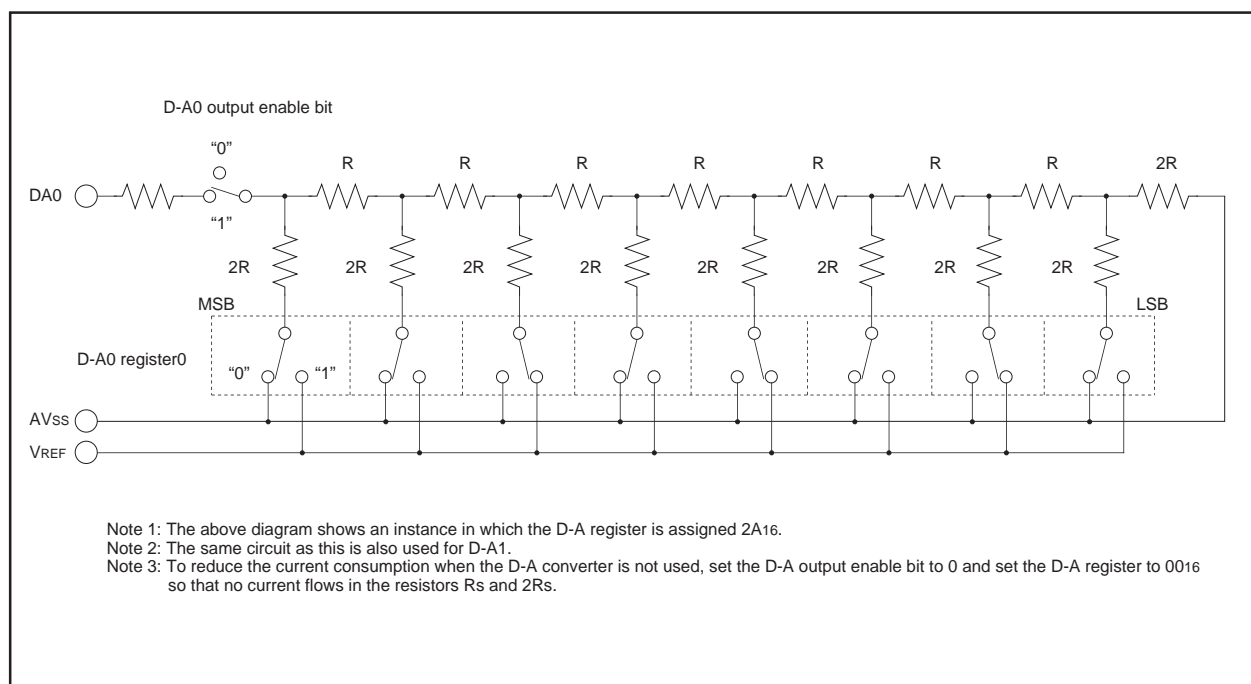 D-A0 output enable bit
“0”
R R R R R R R 2R
DA0
“1”
2R 2R 2R 2R 2R 2R 2R 2R
MSB LSB
D-A0 register0
“0” “1”
AVSS
VREF
Note 1: The above diagram shows an instance in which the D-A register is assigned 2A16.
Note 2: The same circuit as this is also used for D-A1.
Note 3: To reduce the current consumption when the D-A converter is not used, set the D-A output enable bit to 0 and set the D-A register to 0016
so that no current flows in the resistors Rs and 2Rs.